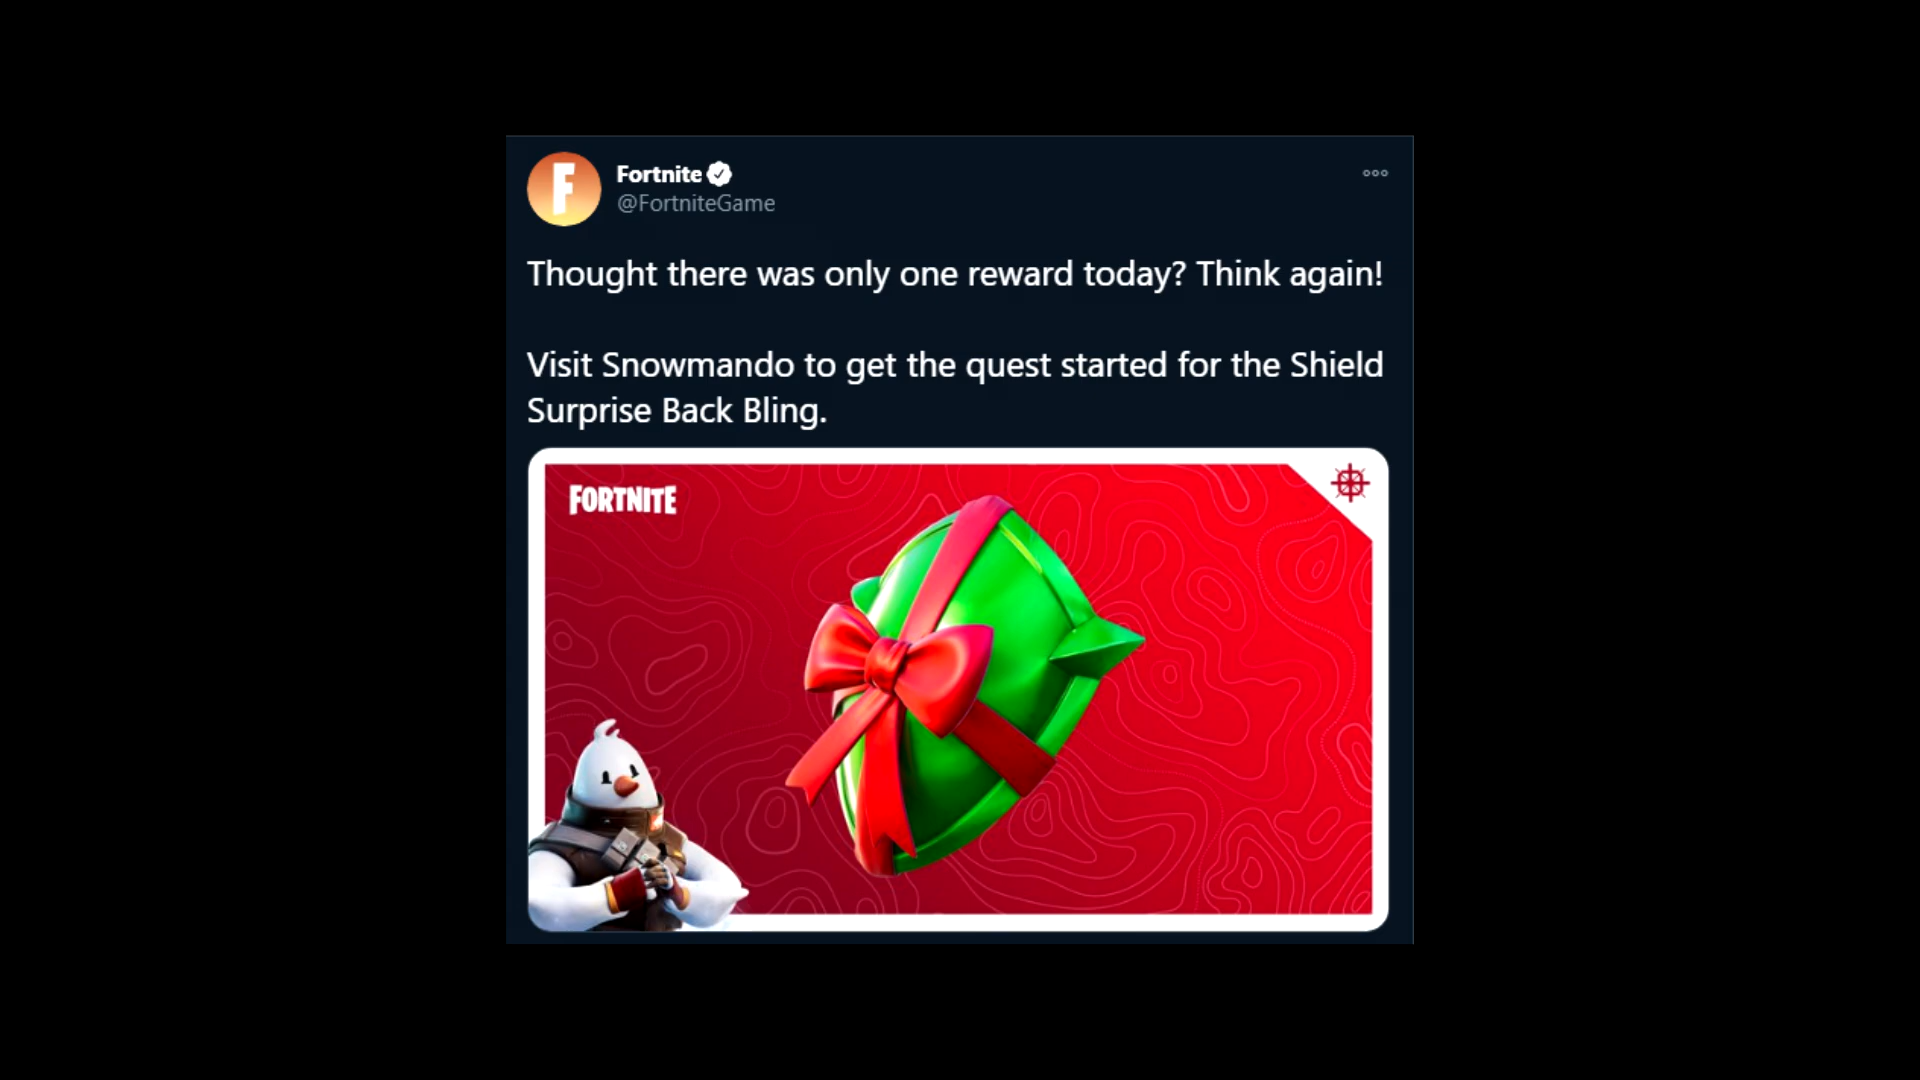 Fortnite
@FortniteGame
Thought there was only one reward today? Think again!
Visit Snowmando to get the quest started for the Shield
Surprise Back Bling.
FORTNITE